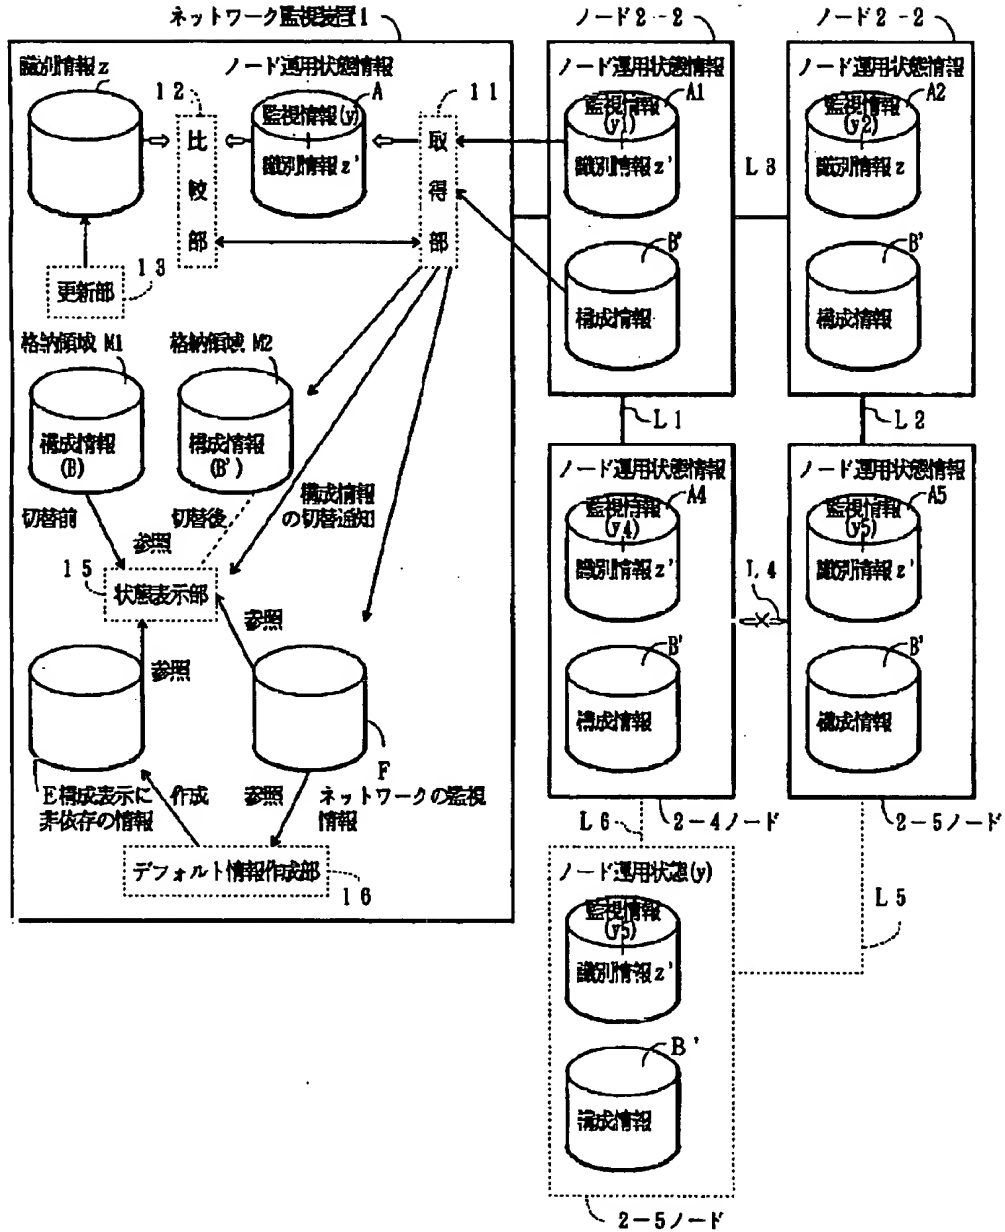 ネットワーク監視装置1
識別情報z
ノード運用状態情報
A
監視情報(y)
識別情報z'
12
比較部
11
取得部
13
更新部
格納領域 M1
構成情報
(B)
格納領域 M2
構成情報
(B')
切替前
切替後
構成情報
の切替通知
参照
15
状態表示部
参照
参照
F
E構成表示に
非依存の情報
作成
参照
ネットワークの監視
情報
デフォルト情報作成部
16
ノード2-2
ノード運用状態情報
監視情報
(y1)
A1
識別情報z'
B'
構成情報
L3
ノード2-2
ノード運用状態情報
監視情報
(y2)
A2
識別情報z
B'
構成情報
L1
L2
ノード運用状態情報
監視情報
(y4)
A4
識別情報z'
B'
構成情報
2-4ノード
L4
ノード運用状態情報
監視情報
(y5)
A5
識別情報z'
B'
構成情報
2-5ノード
L6
L5
ノード運用状態(y)
監視情報
(y5)
識別情報z'
B'
構成情報
2-5ノード